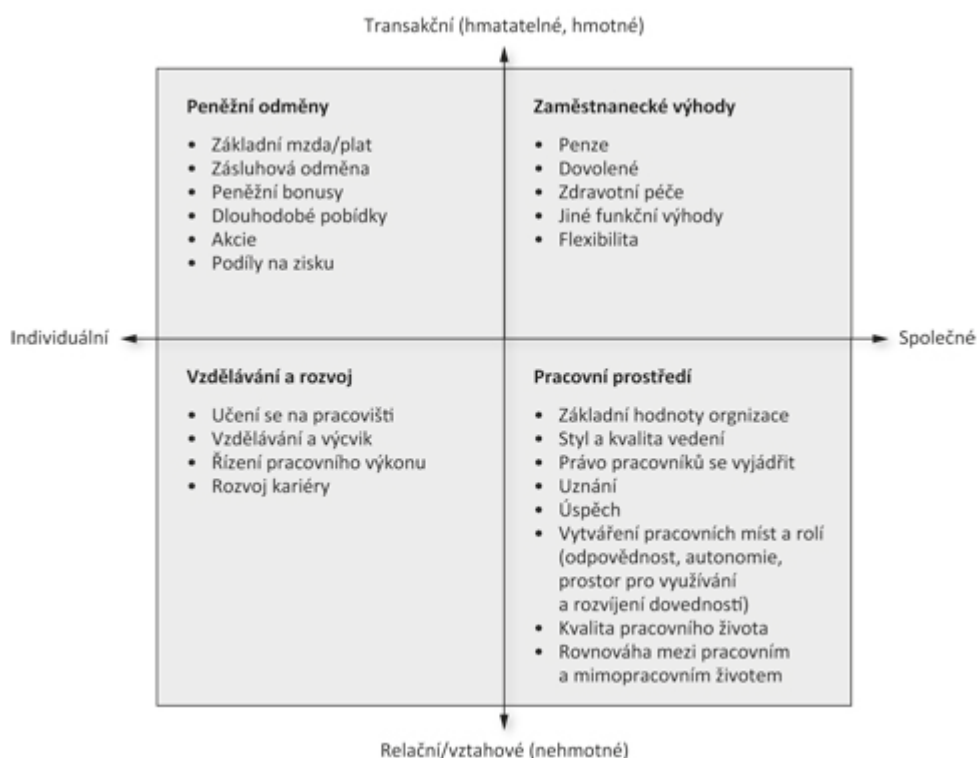 Transakční (hmatatelné, hmotné)
Peněžní odměny
• Základní mzda/plat
• Zásluhová odměna
• Peněžní bonusy
• Dlouhodobé pobídky
• Akcie
• Podíly na zisku
Zaměstnanecké výhody
• Penze
• Dovolené
• Zdravotní péče
• Jiné funkční výhody
• Flexibilita
Individuální
Společné
Vzdělávání a rozvoj
• Učení se na pracovišti
• Vzdělávání a výcvik
• Řízení pracovního výkonu
• Rozvoj kariéry
Pracovní prostředí
• Základní hodnoty orgnizace
• Styl a kvalita vedení
• Právo pracovníků se vyjádřit
• Uznání
• Úspěch
• Vytváření pracovních míst a rolí
(odpovědnost, autonomie,
prostor pro využívání
a rozvíjení dovedností)
• Kvalita pracovního života
• Rovnováha mezi pracovním
a mimopracovním životem
Relační/vztahové (nehmotné)